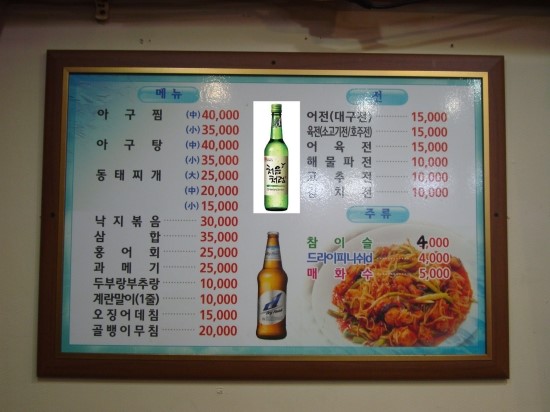 메뉴
아구찜 (中) 40,000
(小) 35,000
아구탕 (中) 40,000
(小) 35,000
동태찌개 (大) 25,000
(中) 20,000
(小) 15,000
낙지볶음 30,000
삼합 35,000
홍어회 25,000
과메기 25,000
두부랑부추랑 10,000
계란말이(1줄) 10,000
오징어데침 15,000
골뱅이무침 20,000
처음처럼
전
어전(대구전) 15,000
육전(소고기전/호주전) 15,000
어육전 15,000
해물파전 10,000
고추전 10,000
김치전 10,000
주류
참이슬 4,000
드라이피니쉬d 4,000
매화수 5,000